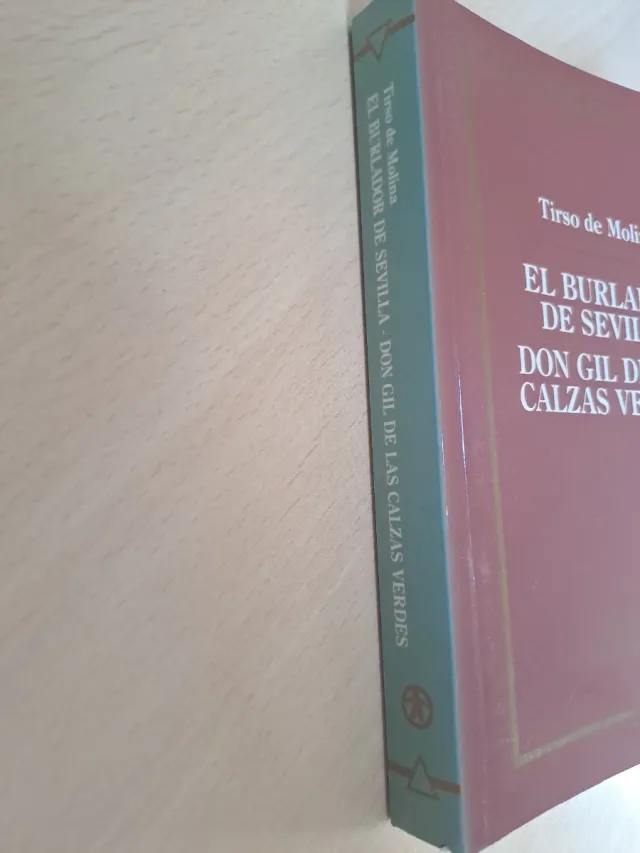 Tirso de Molina
EL BURLADOR DE SEVILLA - DON GIL DE LAS CALZAS VERDES
Tirso de Molin
EL BURLA
DE SEVIL
DON GIL D
CALZAS VE